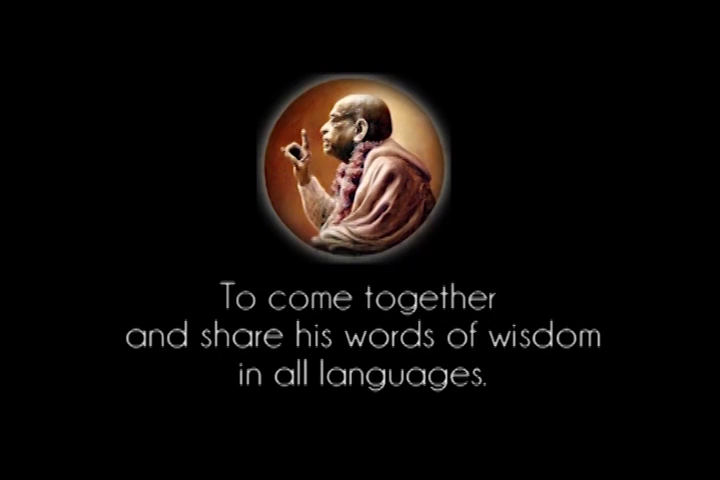 To come together
and share his words of wisdom
in all languages.